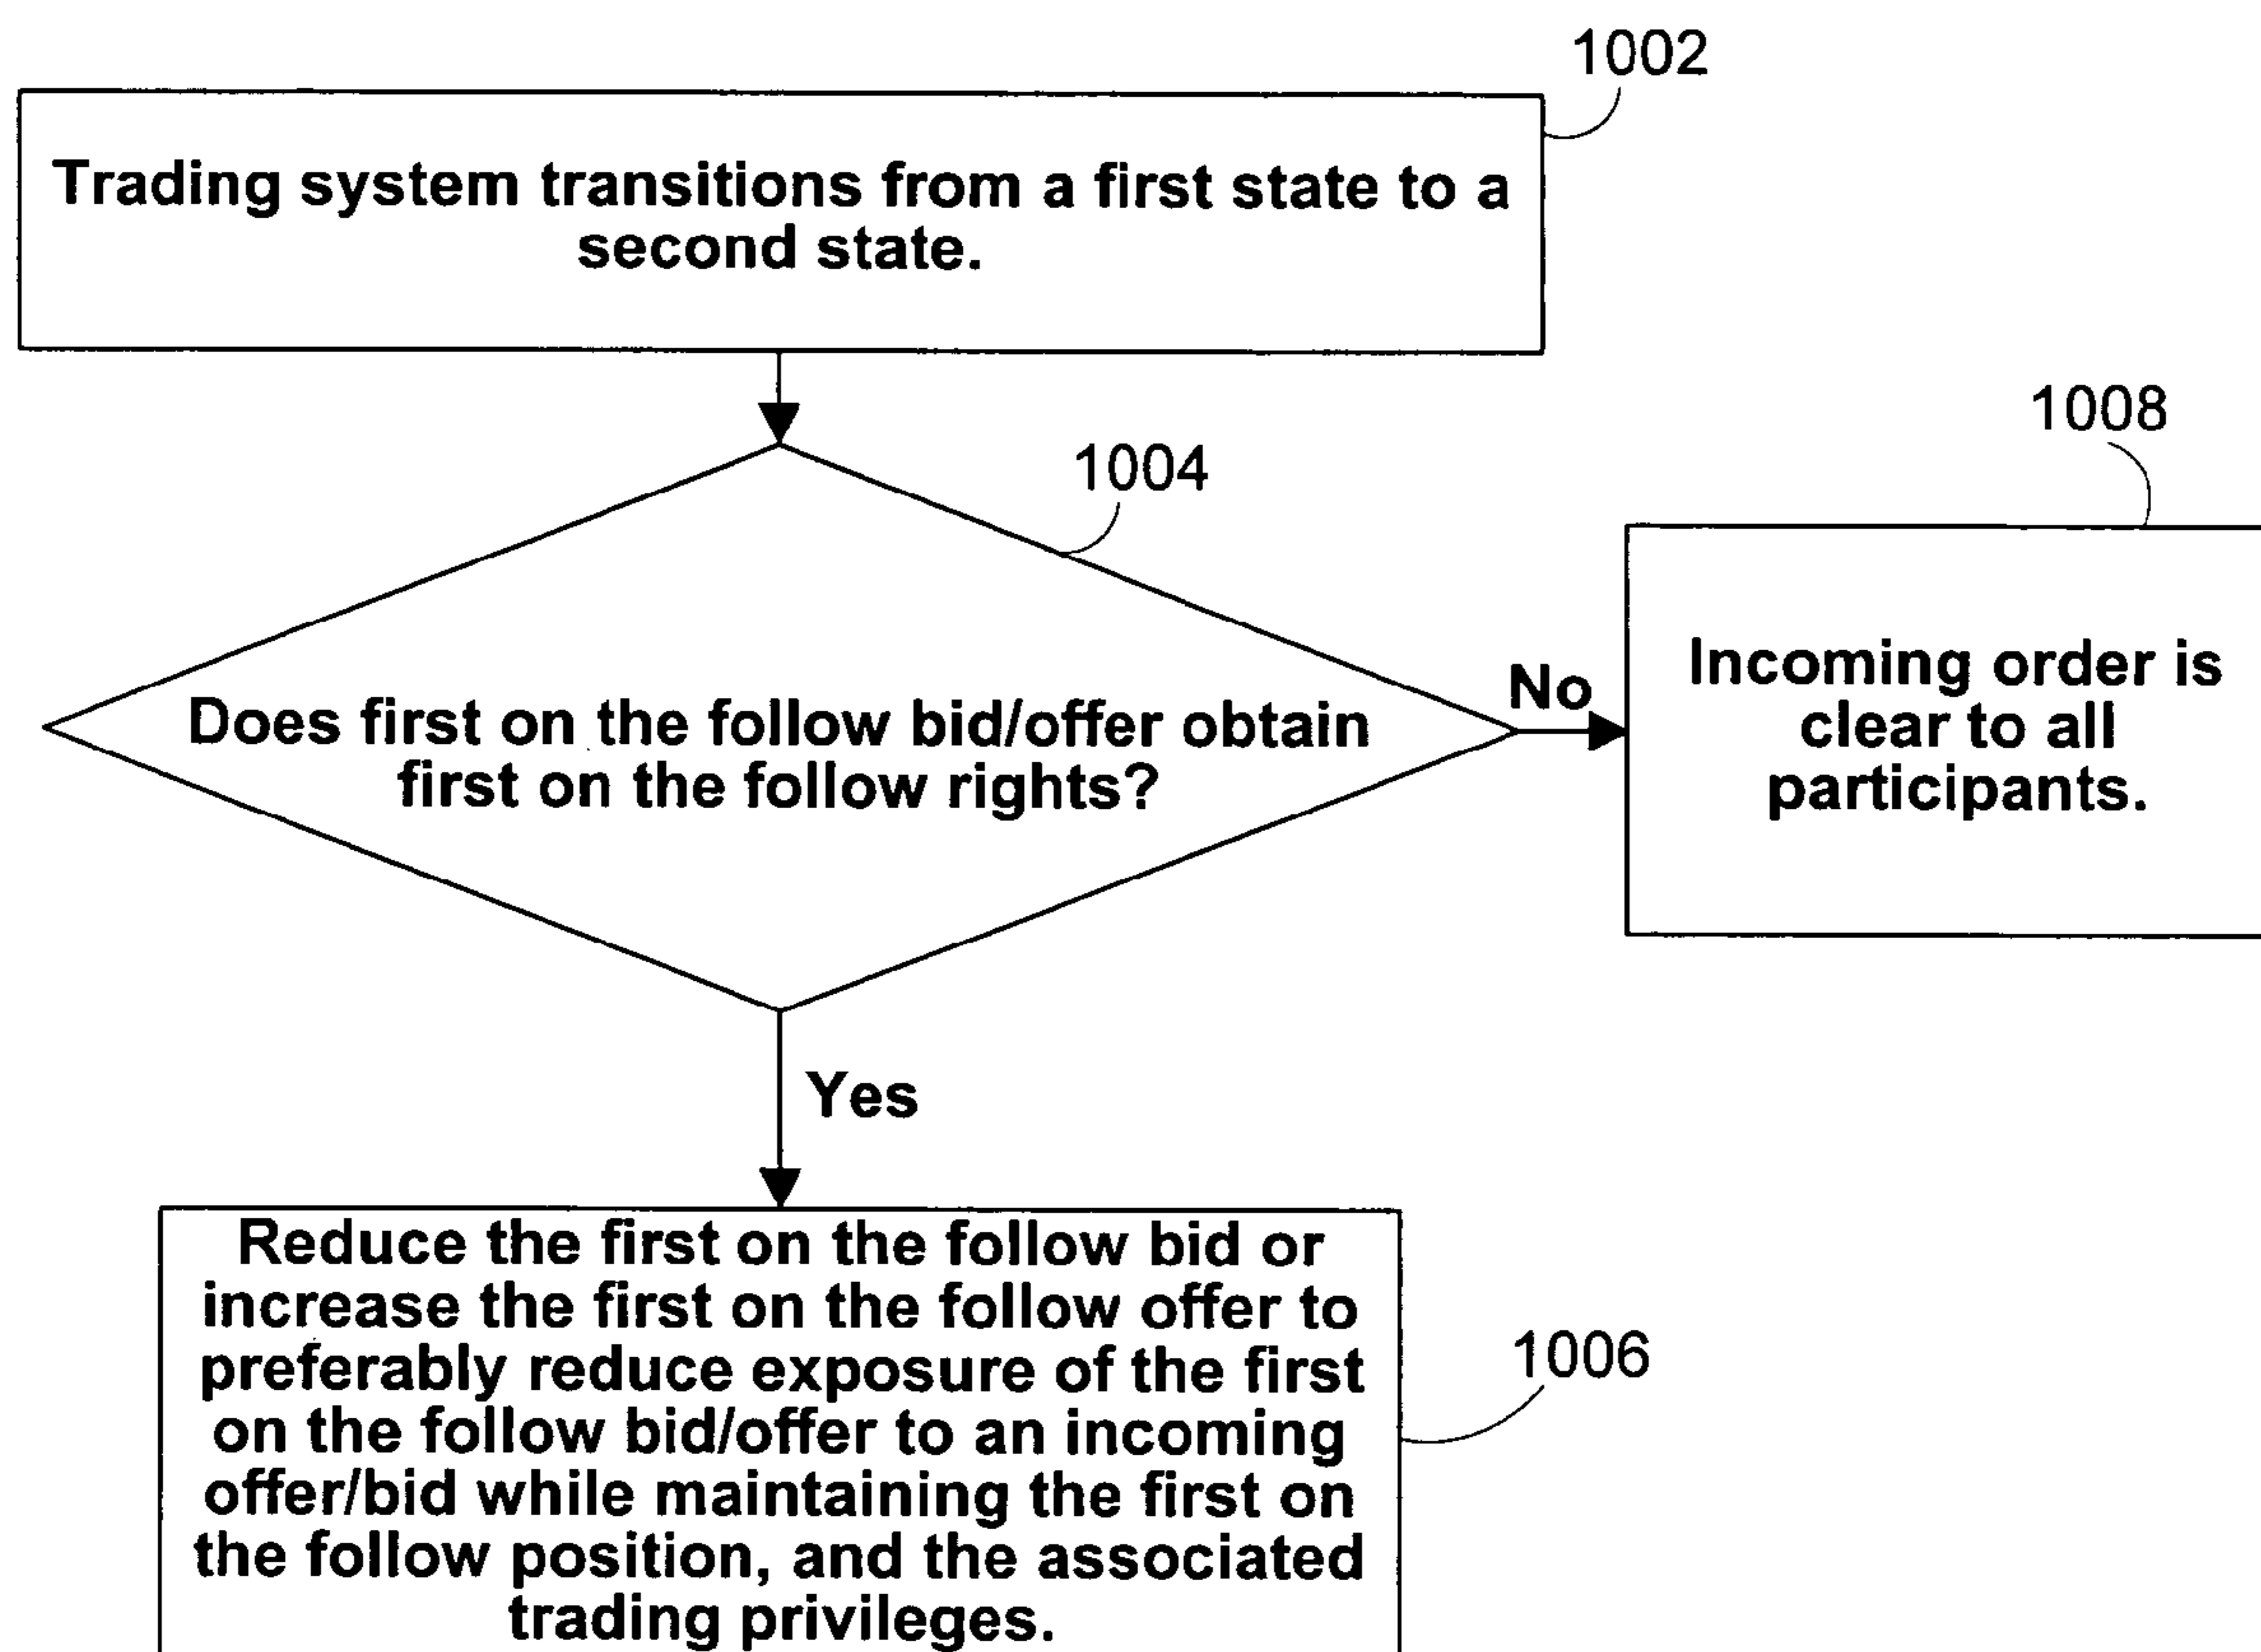 1002
Trading system transitions from a first state to a
second state.
1004
1008
Does first on the follow bid/offer obtain
first on the follow rights?
No
Incoming order is
clear to all
participants.
Yes
Reduce the first on the follow bid or
increase the first on the follow offer to
preferably reduce exposure of the first
on the follow bid/offer to an incoming
offer/bid while maintaining the first on
the follow position, and the associated
trading privileges.
1006